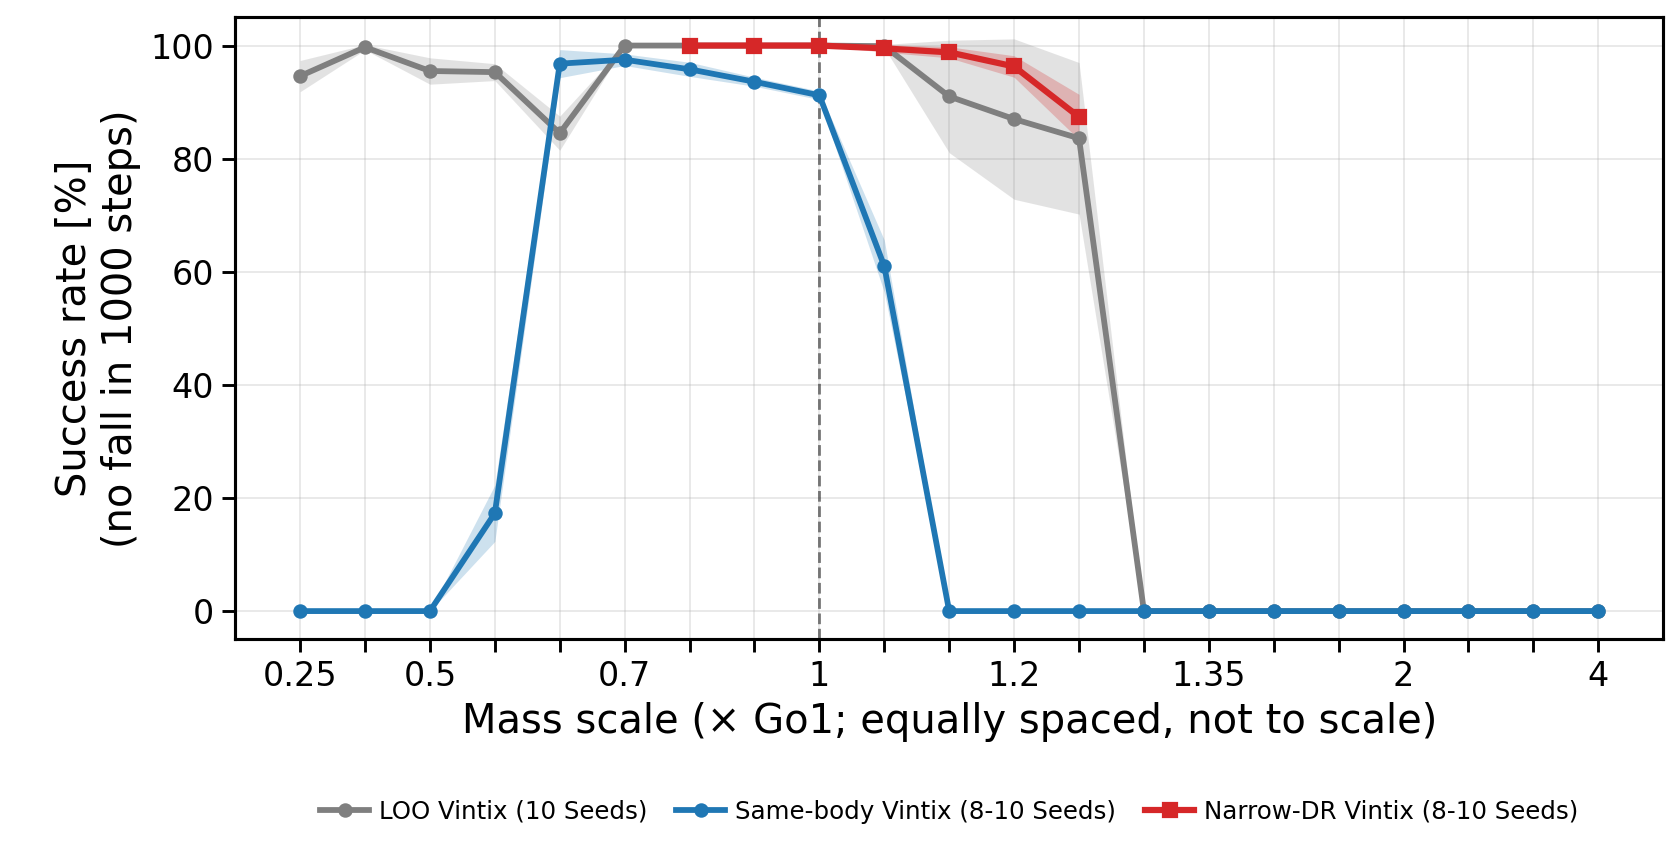 Success rate [%]
(no fall in 1000 steps)
100
80
60
40
20
0
0.25 0.5 0.7 1 1.2 1.35 2 4
Mass scale (× Go1; equally spaced, not to scale)
LOO Vintix (10 Seeds) Same-body Vintix (8-10 Seeds) Narrow-DR Vintix (8-10 Seeds)